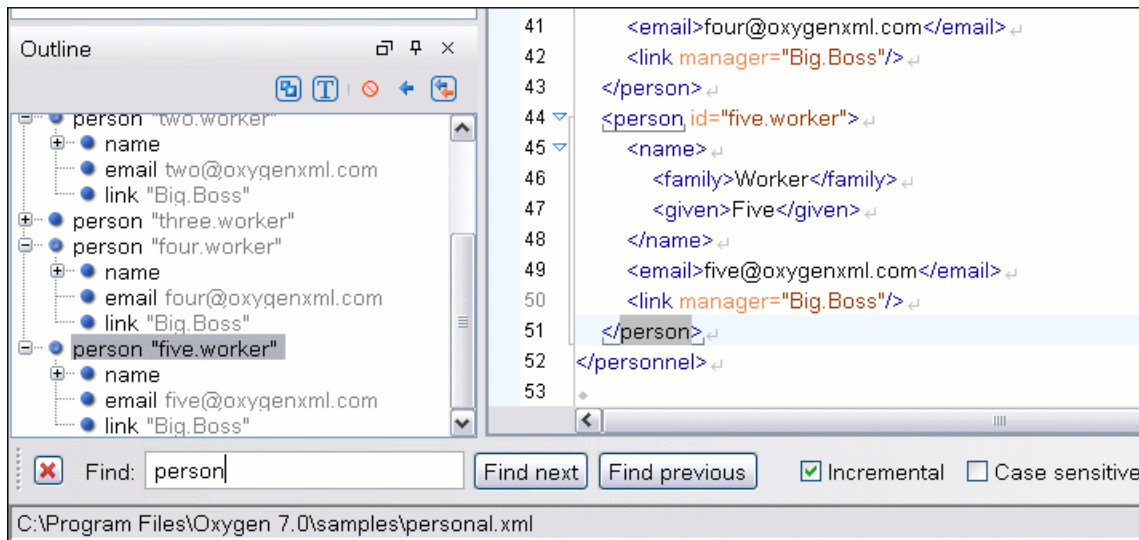 Outline
person "two.worker"
name
email two@oxygenxml.com
link "Big.Boss"
person "three.worker"
person "four.worker"
name
email four@oxygenxml.com
link "Big.Boss"
person "five.worker"
name
email five@oxygenxml.com
link "Big.Boss"
41 <email>four@oxygenxml.com</email>
42 <link manager="Big.Boss"/>
43 </person>
44 <person id="five.worker">
45 <name>
46 <family>Worker</family>
47 <given>Five</given>
48 </name>
49 <email>five@oxygenxml.com</email>
50 <link manager="Big.Boss"/>
51 </person>
52 </personnel>
53
Find: person Find next Find previous Incremental Case sensitive
C:\Program Files\Oxygen 7.0\samples\personal.xml